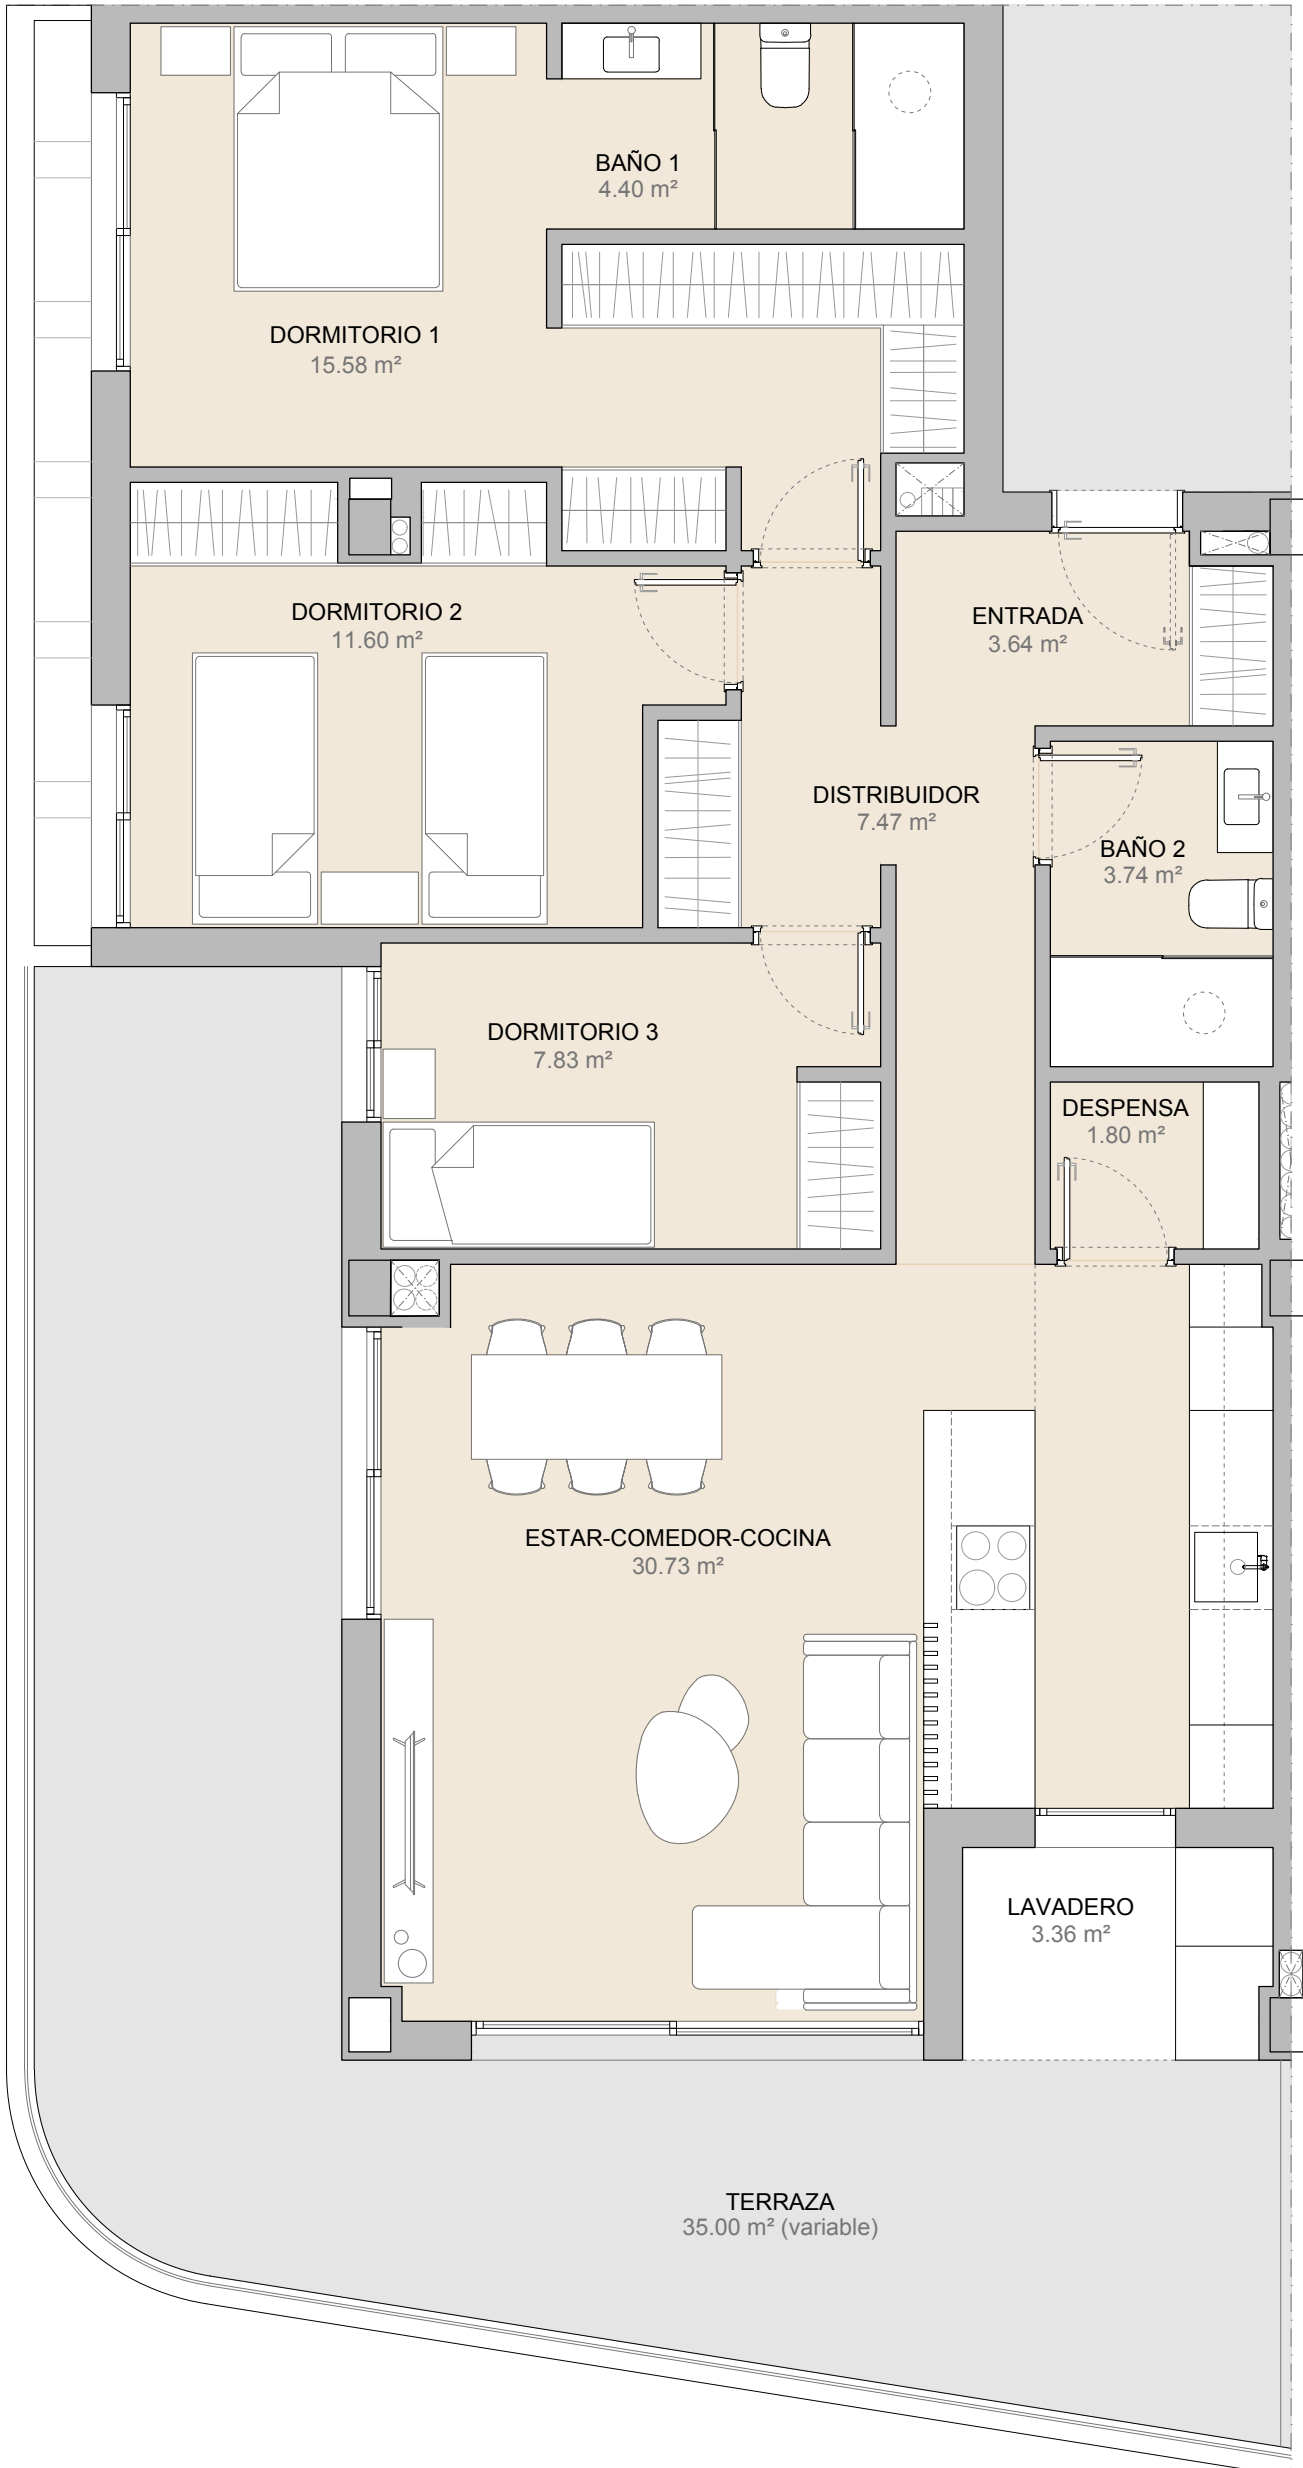 BAÑO 1
4.40 m²
DORMITORIO 1
15.58 m²
DORMITORIO 2
11.60 m²
ENTRADA
3.64 m²
DISTRIBUIDOR
7.47 m²
BAÑO 2
3.74 m²
DORMITORIO 3
7.83 m²
DESPENSA
1.80 m²
ESTAR-COMEDOR-COCINA
30.73 m²
LAVADERO
3.36 m²
TERRAZA
35.00 m² (variable)